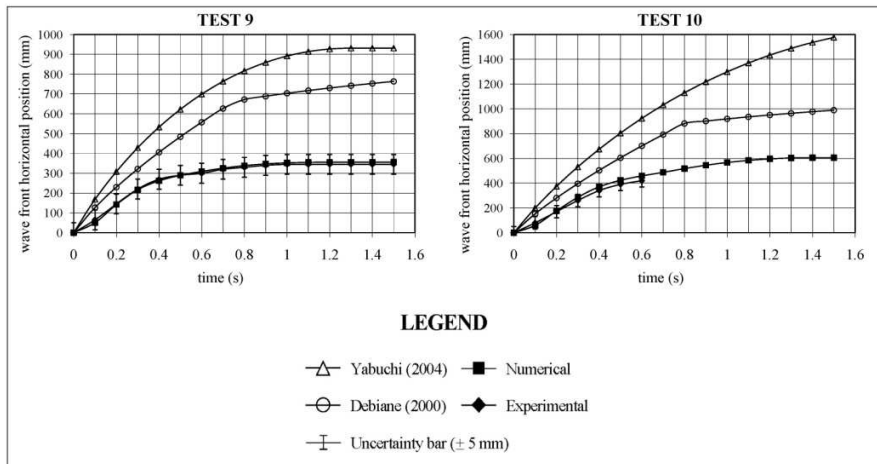 TEST 9
wave front horizontal position (mm)
1000
900
800
700
600
500
400
300
200
100
0
0 0.2 0.4 0.6 0.8 1 1.2 1.4 1.6
time (s)
TEST 10
wave front horizontal position (mm)
1600
1400
1200
1000
800
600
400
200
0
0 0.2 0.4 0.6 0.8 1 1.2 1.4 1.6
time (s)
LEGEND
Yabuchi (2004) Numerical
Debiane (2000) Experimental
Uncertainty bar (± 5 mm)